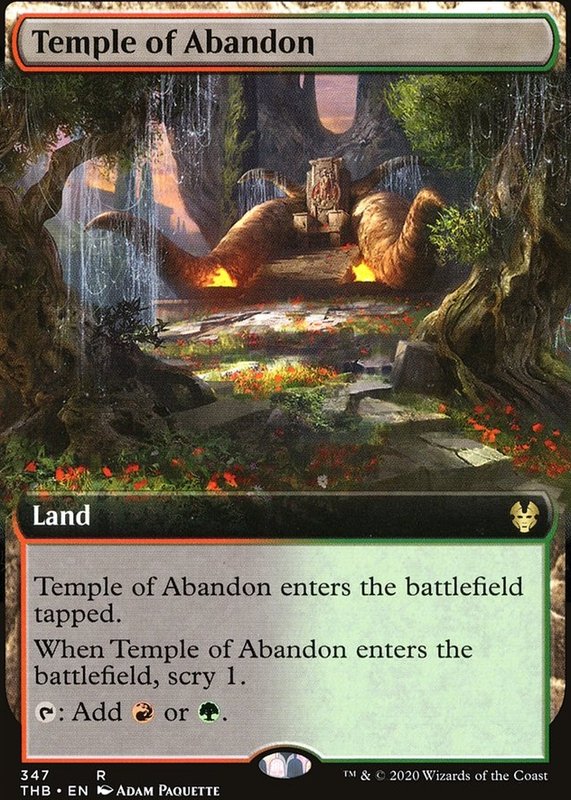 Temple of Abandon
Land
Temple of Abandon enters the battlefield
tapped.
When Temple of Abandon enters the
battlefield, scry 1.
: Add or .
347 R
THB • EN Adam Paquette
™ & © 2020 Wizards of the Coast